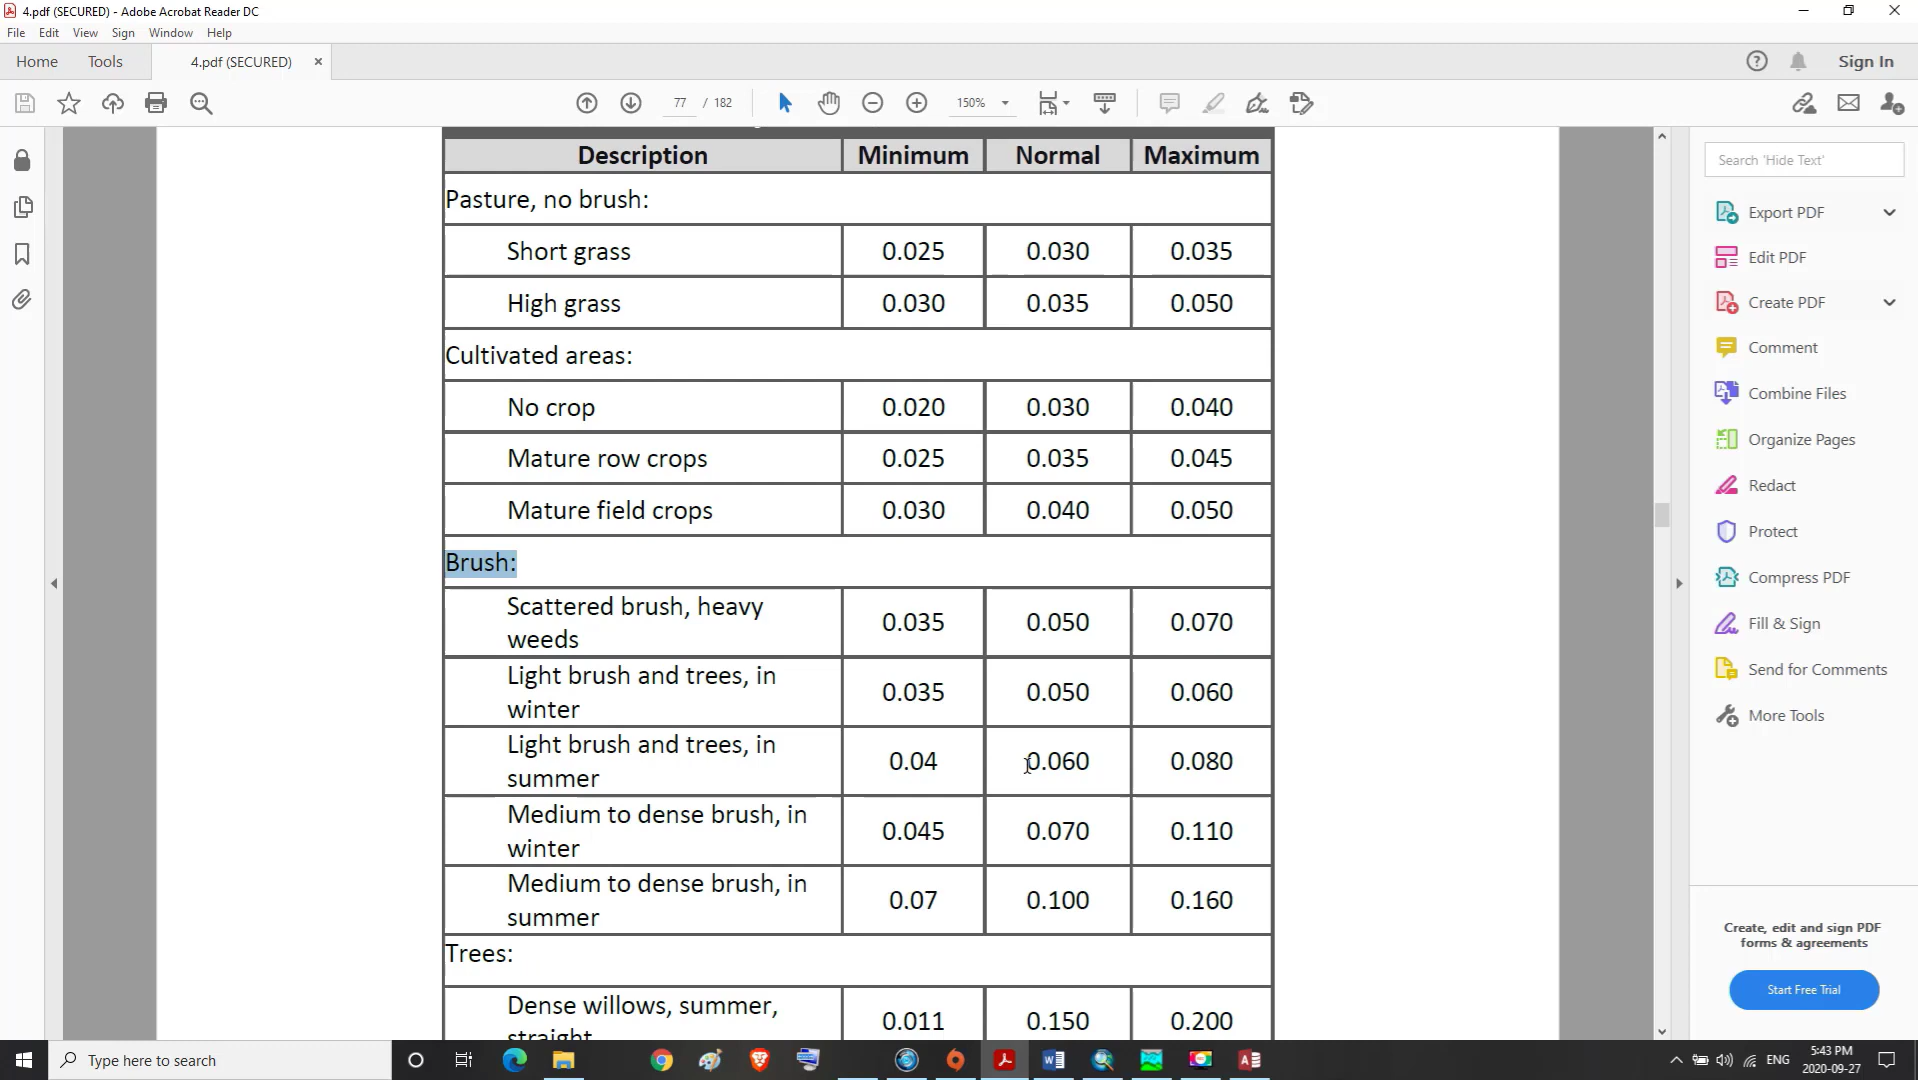 4.pdf (SECURED) - Adobe Acrobat Reader DC
File Edit View Sign Window Help
Home Tools 4.pdf (SECURED) Sign In
77 / 182 150%
Description Minimum Normal Maximum
Pasture, no brush:
Short grass 0.025 0.030 0.035
High grass 0.030 0.035 0.050
Cultivated areas:
No crop 0.020 0.030 0.040
Mature row crops 0.025 0.035 0.045
Mature field crops 0.030 0.040 0.050
Brush:
Scattered brush, heavy
weeds 0.035 0.050 0.070
Light brush and trees, in
winter 0.035 0.050 0.060
Light brush and trees, in
summer 0.04 0.060 0.080
Medium to dense brush, in
winter 0.045 0.070 0.110
Medium to dense brush, in
summer 0.07 0.100 0.160
Trees:
Dense willows, summer,
straight 0.011 0.150 0.200
Search 'Hide Text'
Export PDF
Edit PDF
Create PDF
Comment
Combine Files
Organize Pages
Redact
Protect
Compress PDF
Fill & Sign
Send for Comments
More Tools
Create, edit and sign PDF
forms & agreements
Start Free Trial
Type here to search
ENG
5:43 PM
2020-09-27